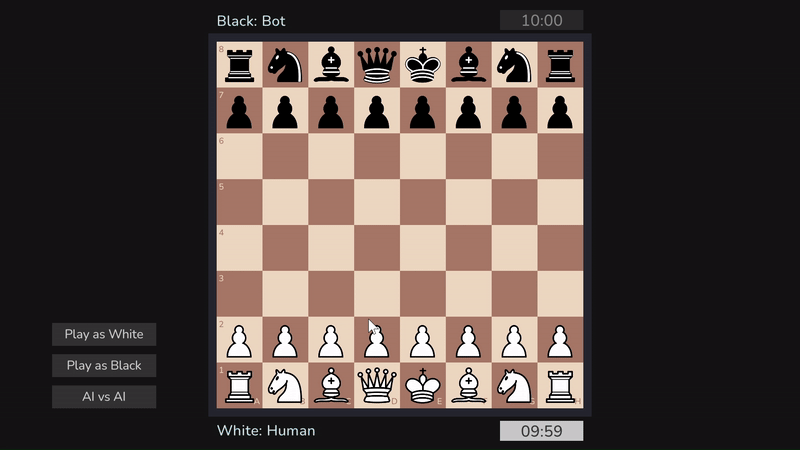 Black: Bot
10:00
8
7
6
5
4
3
2
1
A
D
E
H
Play as White
Play as Black
AI vs AI
White: Human
09:59